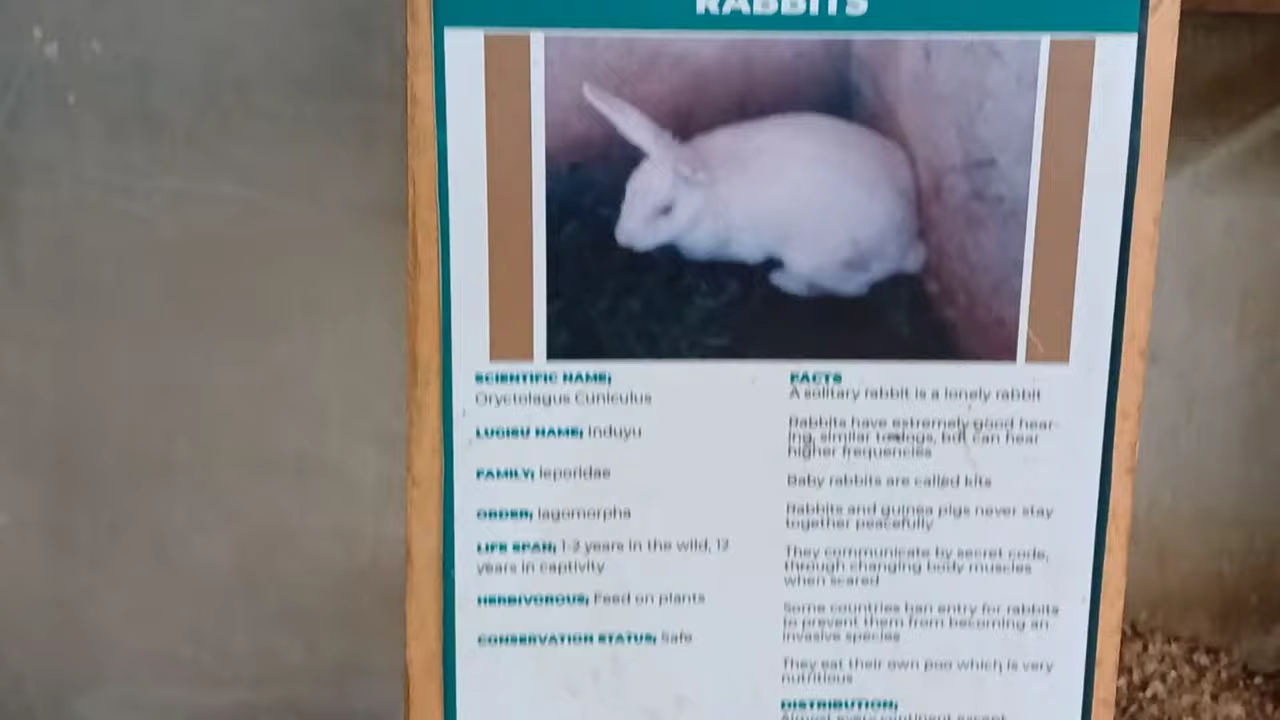 RABBITS
SCIENTIFIC NAME;
Oryctolagus Cuniculus
LUGISU NAME; Induyu
FAMILY; leporidae
ORDER; lagomorpha
LIFE SPAN; 1-2 years in the wild, 12
years in captivity
HERBIVOROUS; Feed on plants
CONSERVATION STATUS; Safe
FACTS
A solitary rabbit is a lonely rabbit
Rabbits have extremely good hear-
ing, similar to dogs, but can hear
higher frequencies
Baby rabbits are called kits
Rabbits and guinea pigs never stay
together peacefully
They communicate by secret code,
through changing body muscles
when scared
Some countries ban entry for rabbits
to prevent them from becoming an
invasive species
They eat their own poo which is very
nutritious
DISTRIBUTION;
Almost every continent except